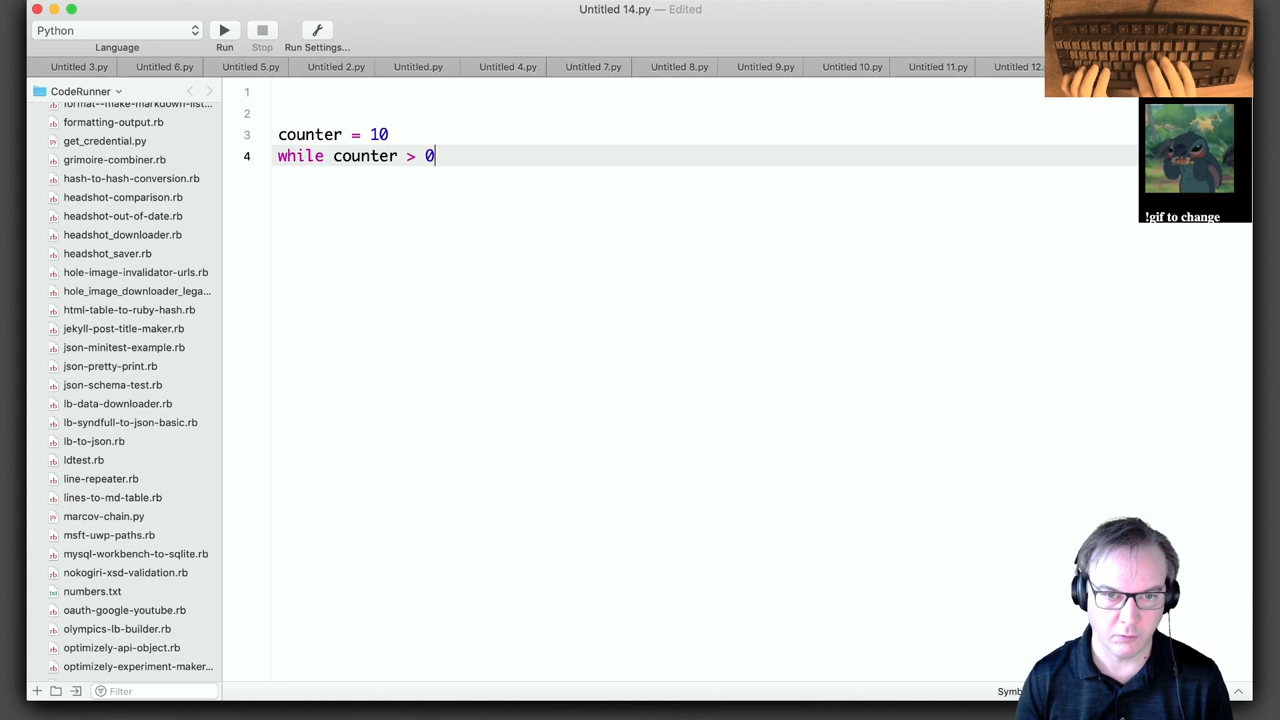 Untitled 14.py — Edited
Python
Language
Run
Stop
Run Settings...
Untitled 3.py
Untitled 6.py
Untitled 5.py
Untitled 2.py
Untitled.py
Untitled 4.py
Untitled 7.py
Untitled 8.py
Untitled 9.py
Untitled 10.py
Untitled 11.py
Untitled 12.
CodeRunner
format--make-markdown-list...
formatting-output.rb
get_credential.py
grimoire-combiner.rb
hash-to-hash-conversion.rb
headshot-comparison.rb
headshot-out-of-date.rb
headshot_downloader.rb
headshot_saver.rb
hole-image-invalidator-urls.rb
hole_image_downloader_lega...
html-table-to-ruby-hash.rb
jekyll-post-title-maker.rb
json-minitest-example.rb
json-pretty-print.rb
json-schema-test.rb
lb-data-downloader.rb
lb-syndfull-to-json-basic.rb
lb-to-json.rb
ldtest.rb
line-repeater.rb
lines-to-md-table.rb
marcov-chain.py
msft-uwp-paths.rb
mysql-workbench-to-sqlite.rb
nokogiri-xsd-validation.rb
numbers.txt
oauth-google-youtube.rb
olympics-lb-builder.rb
optimizely-api-object.rb
optimizely-experiment-maker...
Filter
1
2
3 counter = 10
4 while counter > 0
!gif to change
Symb